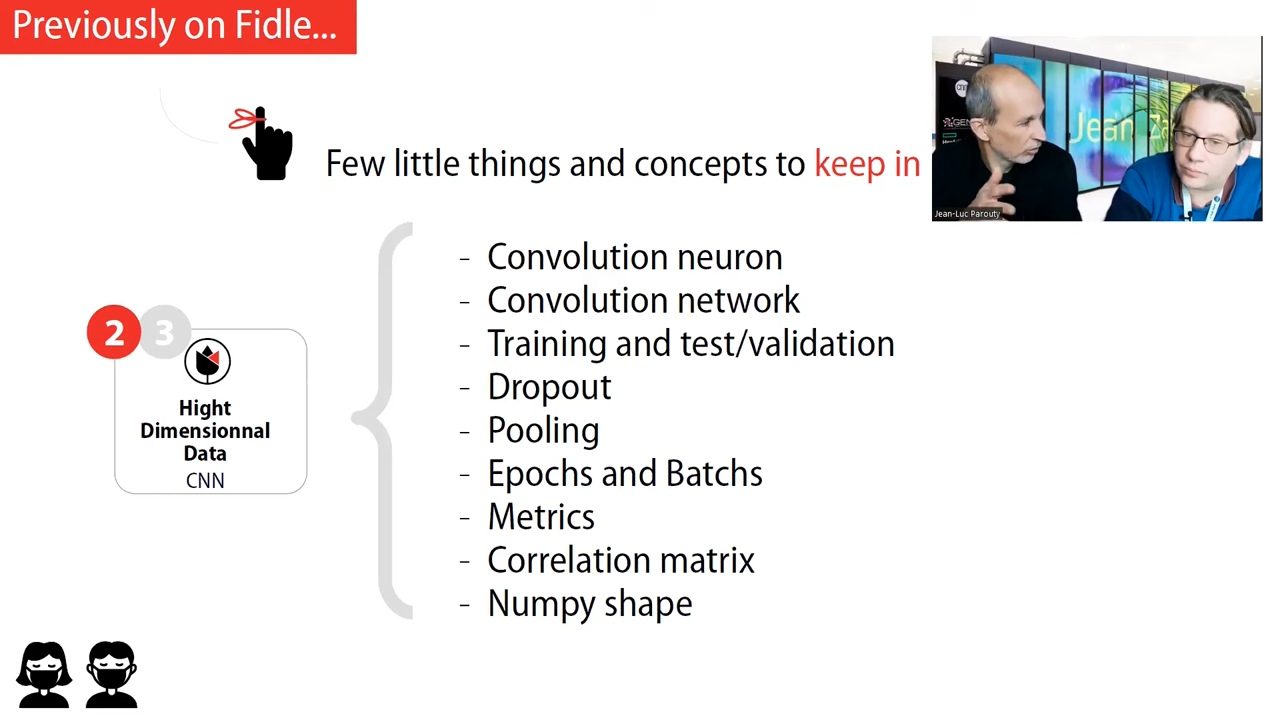 Previously on Fidle...
Few little things and concepts to keep in
Jean Za
Jean-Luc Parouty
- Convolution neuron
- Convolution network
- Training and test/validation
- Dropout
- Pooling
- Epochs and Batchs
- Metrics
- Correlation matrix
- Numpy shape
2
3
Hight
Dimensionnal
Data
CNN